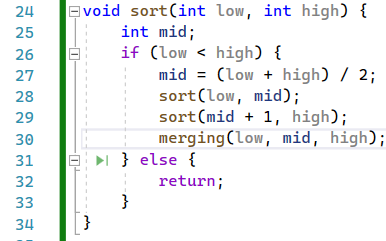 24 void sort(int low, int high) {
25     int mid;
26     if (low < high) {
27         mid = (low + high) / 2;
28         sort(low, mid);
29         sort(mid + 1, high);
30         merging(low, mid, high);
31     } else {
32         return;
33     }
34 }